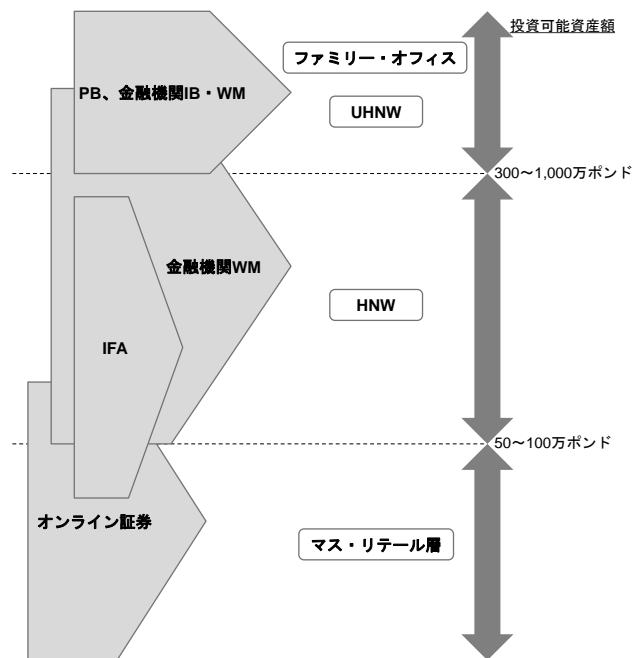 投資可能資産額
ファミリー・オフィス
PB、金融機関IB・WM
UHNW
300～1,000万ポンド
金融機関WM
HNW
IFA
50～100万ポンド
オンライン証券
マス・リテール層